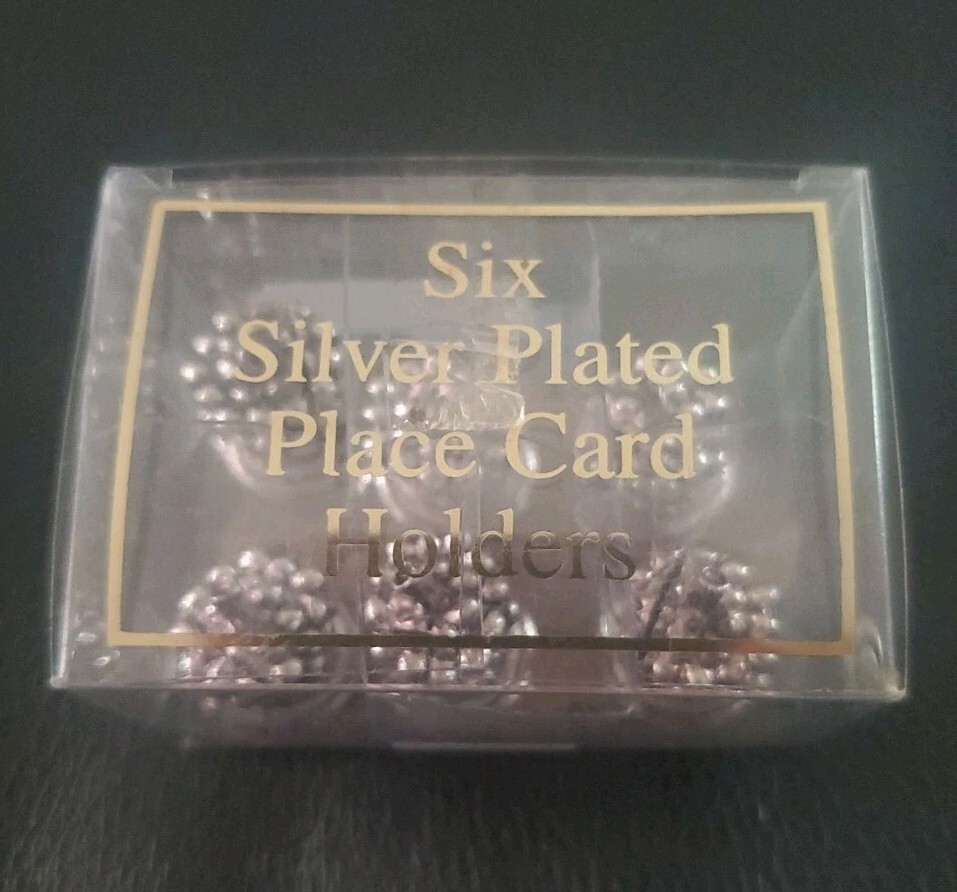 Six
Silver Plated
Place Card
Holders